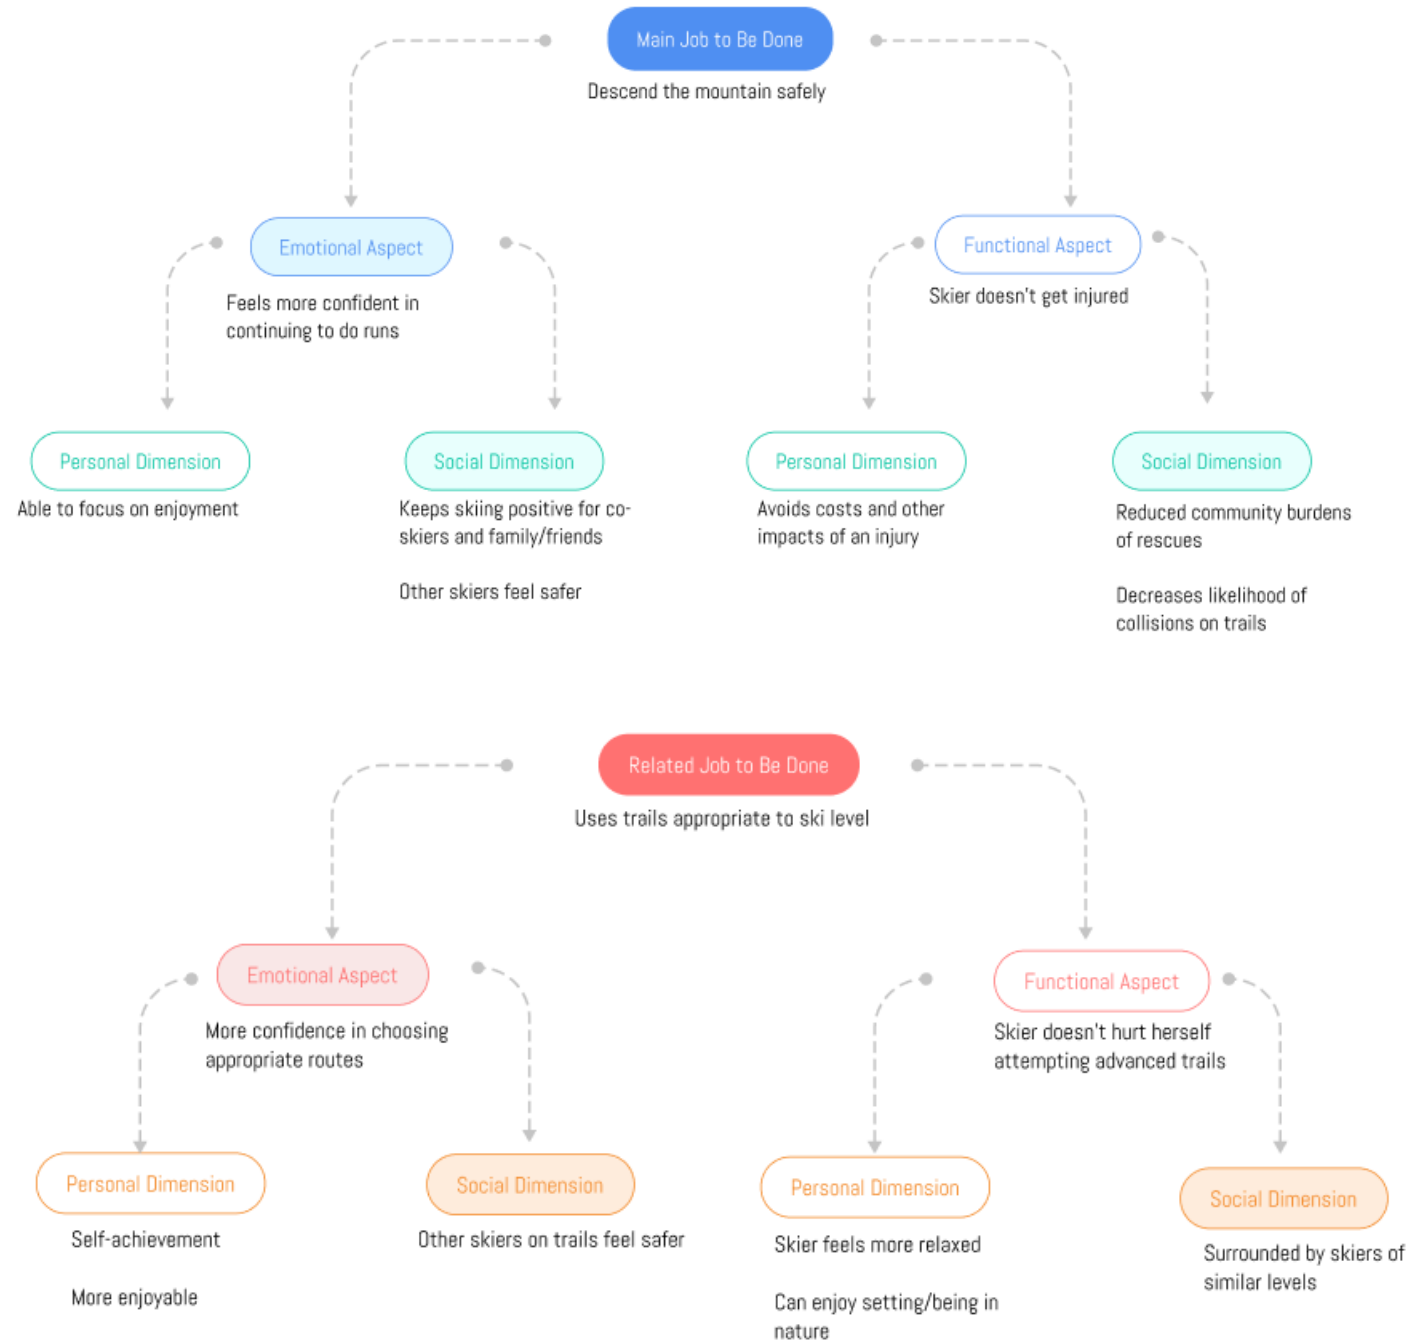 Main Job to Be Done
Descend the mountain safely
Emotional Aspect
Feels more confident in
continuing to do runs
Functional Aspect
Skier doesn't get injured
Personal Dimension
Able to focus on enjoyment
Social Dimension
Keeps skiing positive for co-
skiers and family/friends
Other skiers feel safer
Personal Dimension
Avoids costs and other
impacts of an injury
Social Dimension
Reduced community burdens
of rescues
Decreases likelihood of
collisions on trails
Related Job to Be Done
Uses trails appropriate to ski level
Emotional Aspect
More confidence in choosing
appropriate routes
Functional Aspect
Skier doesn't hurt herself
attempting advanced trails
Personal Dimension
Self-achievement
More enjoyable
Social Dimension
Other skiers on trails feel safer
Personal Dimension
Skier feels more relaxed
Can enjoy setting/being in
nature
Social Dimension
Surrounded by skiers of
similar levels